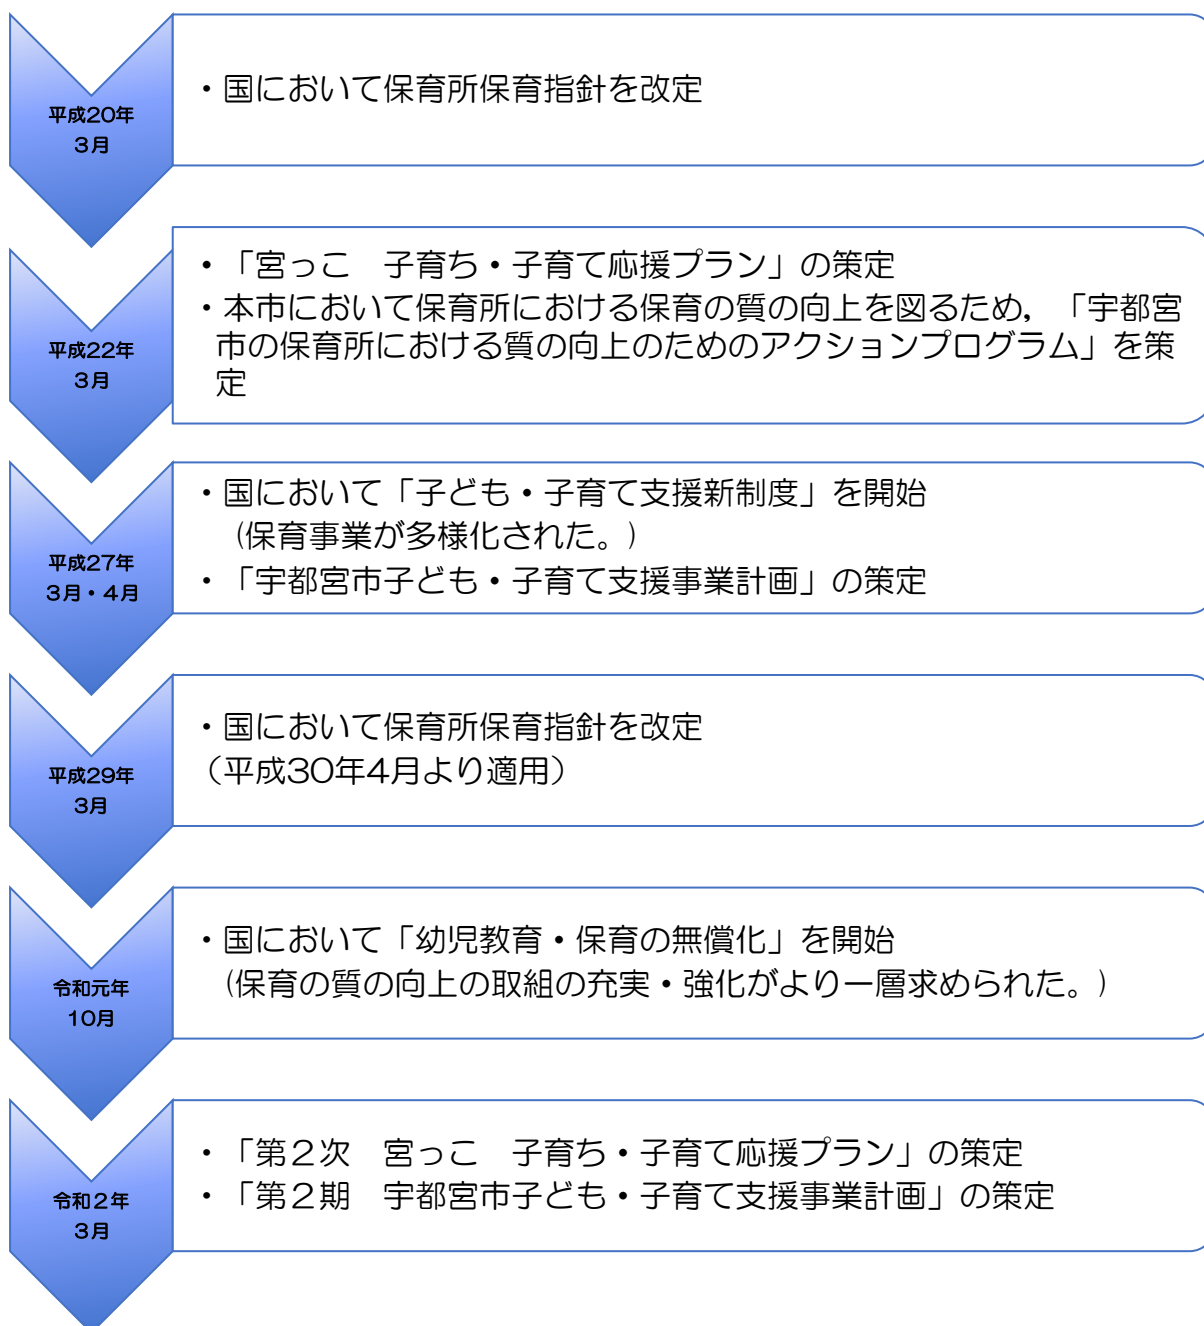 平成20年
3月
・国において保育所保育指針を改定
平成22年
3月
・「宮っこ　子育ち・子育て応援プラン」の策定
・本市において保育所における保育の質の向上を図るため，「宇都宮
市の保育所における質の向上のためのアクションプログラム」を策
定
平成27年
3月・4月
・国において「子ども・子育て支援新制度」を開始
(保育事業が多様化された。)
・「宇都宮市子ども・子育て支援事業計画」の策定
平成29年
3月
・国において保育所保育指針を改定
（平成30年4月より適用）
令和元年
10月
・国において「幼児教育・保育の無償化」を開始
(保育の質の向上の取組の充実・強化がより一層求められた。)
令和２年
3月
・「第２次　宮っこ　子育ち・子育て応援プラン」の策定
・「第２期　宇都宮市子ども・子育て支援事業計画」の策定